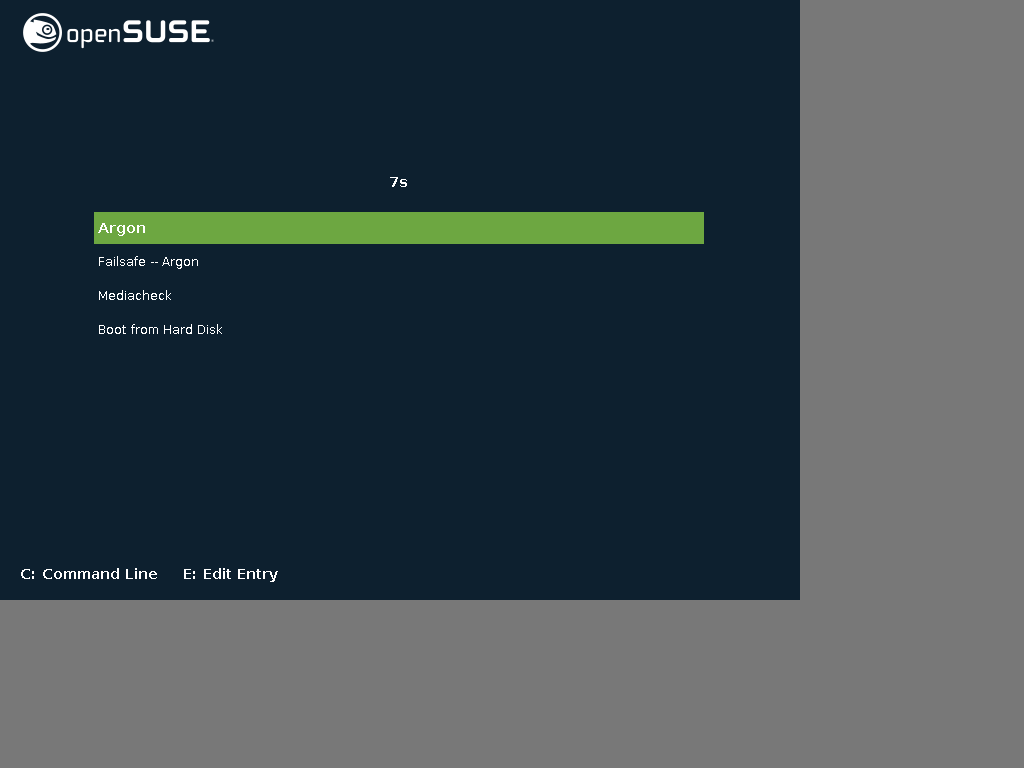 openSUSE.
7s
Argon
Failsafe -- Argon
Mediacheck
Boot from Hard Disk
C: Command Line E: Edit Entry